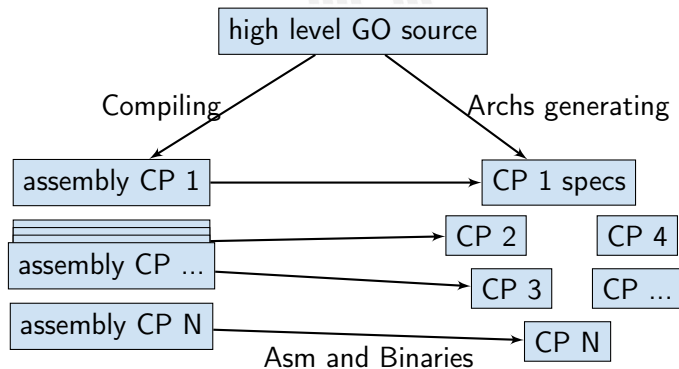 high level GO source
Compiling
Archs generating
assembly CP 1
CP 1 specs
CP 2
CP 4
assembly CP ...
CP 3
CP ...
assembly CP N
CP N
Asm and Binaries